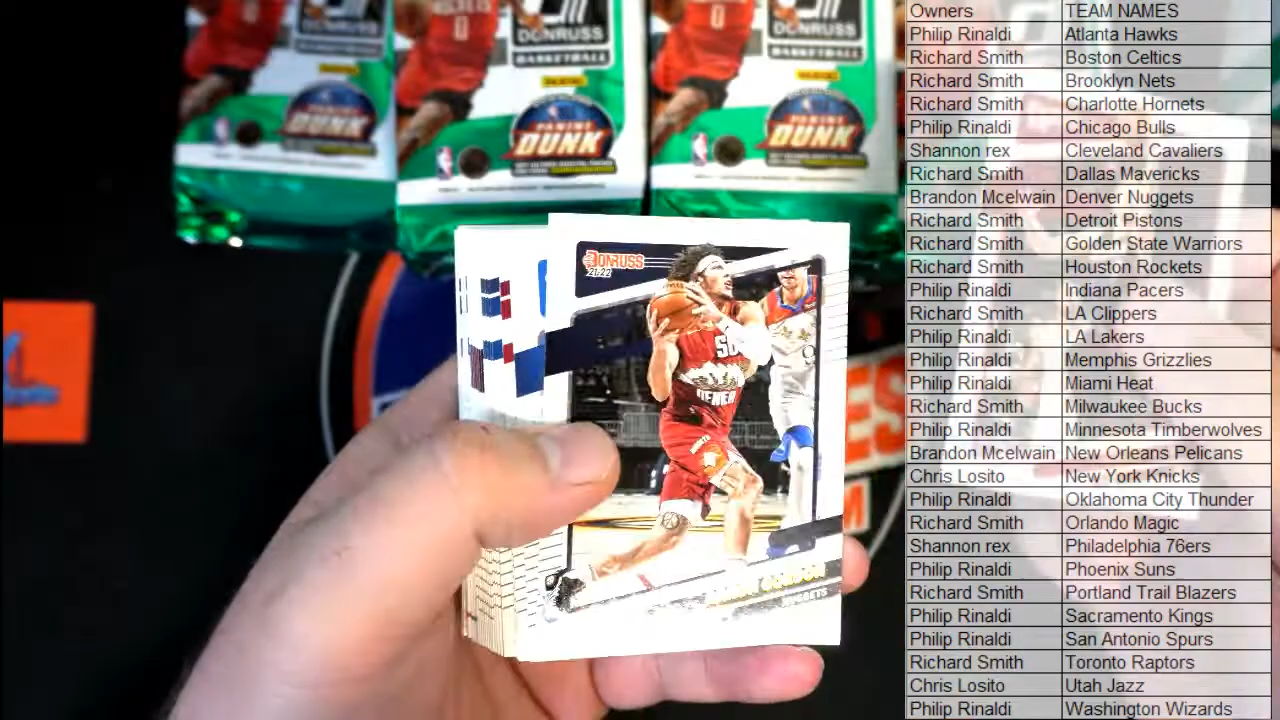 DONRUSS
BASKETBALL
PANINI
DUNK
DONRUSS
BASKETBALL
PANINI
PANINI
DUNK
DONRUSS
21-22
DENVER
NUGGETS
Owners TEAM NAMES
Philip Rinaldi Atlanta Hawks
Richard Smith Boston Celtics
Richard Smith Brooklyn Nets
Richard Smith Charlotte Hornets
Philip Rinaldi Chicago Bulls
Shannon rex Cleveland Cavaliers
Richard Smith Dallas Mavericks
Brandon Mcelwain Denver Nuggets
Richard Smith Detroit Pistons
Richard Smith Golden State Warriors
Richard Smith Houston Rockets
Philip Rinaldi Indiana Pacers
Richard Smith LA Clippers
Philip Rinaldi LA Lakers
Philip Rinaldi Memphis Grizzlies
Philip Rinaldi Miami Heat
Richard Smith Milwaukee Bucks
Philip Rinaldi Minnesota Timberwolves
Brandon Mcelwain New Orleans Pelicans
Chris Losito New York Knicks
Philip Rinaldi Oklahoma City Thunder
Richard Smith Orlando Magic
Shannon rex Philadelphia 76ers
Philip Rinaldi Phoenix Suns
Richard Smith Portland Trail Blazers
Philip Rinaldi Sacramento Kings
Philip Rinaldi San Antonio Spurs
Richard Smith Toronto Raptors
Chris Losito Utah Jazz
Philip Rinaldi Washington Wizards